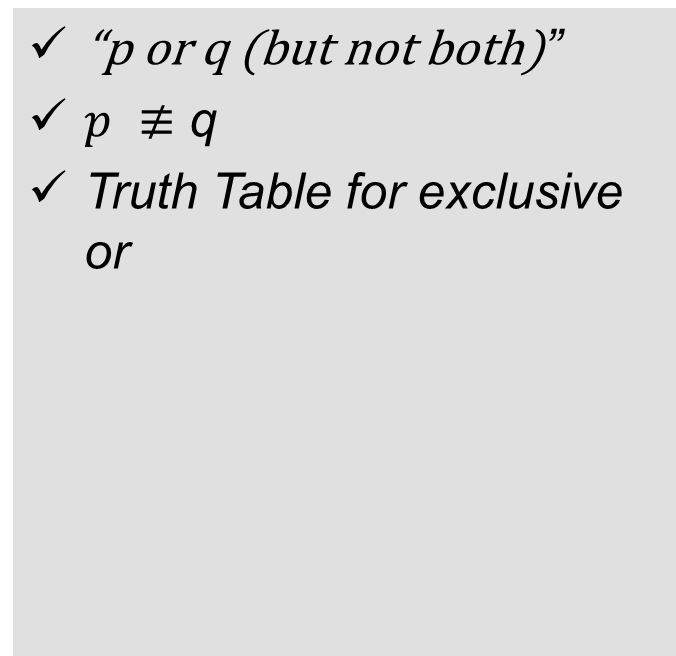 ✓ “p or q (but not both)”
✓ p ≢ q
✓ Truth Table for exclusive
or